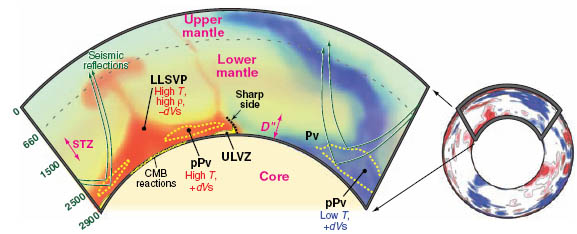 Upper
mantle
Seismic
reflections
Lower
mantle
LLSVP
High T,
high ρ,
–dVs
Sharp
side
0
660
STZ
1500
2500
2900
D"
Pv
CMB
reactions
pPv
High T,
+dVs
ULVZ
Core
pPv
Low T,
+dVs